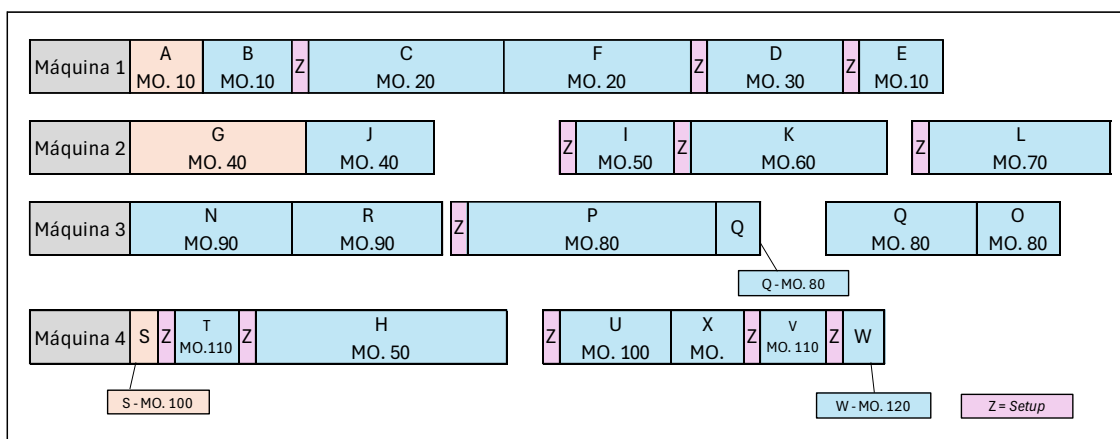 Máquina 1
A
MO. 10
B
MO.10
Z
C
MO. 20
F
MO. 20
Z
D
MO. 30
Z
E
MO.10
Máquina 2
G
MO. 40
J
MO. 40
Z
I
MO.50
Z
K
MO.60
Z
L
MO.70
Máquina 3
N
MO.90
R
MO.90
Z
P
MO.80
Q
Q
MO. 80
O
MO. 80
Q - MO. 80
Máquina 4
S
Z
T
MO.110
Z
H
MO. 50
Z
U
MO. 100
X
MO.
Z
V
MO. 110
Z
W
S - MO. 100
W - MO. 120
Z = Setup